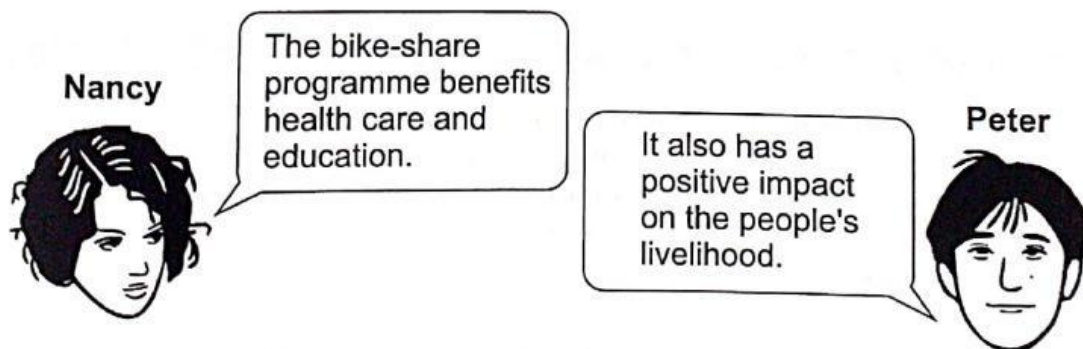 Nancy
The bike-share
programme benefits
health care and
education.
Peter
It also has a
positive impact
on the people's
livelihood.